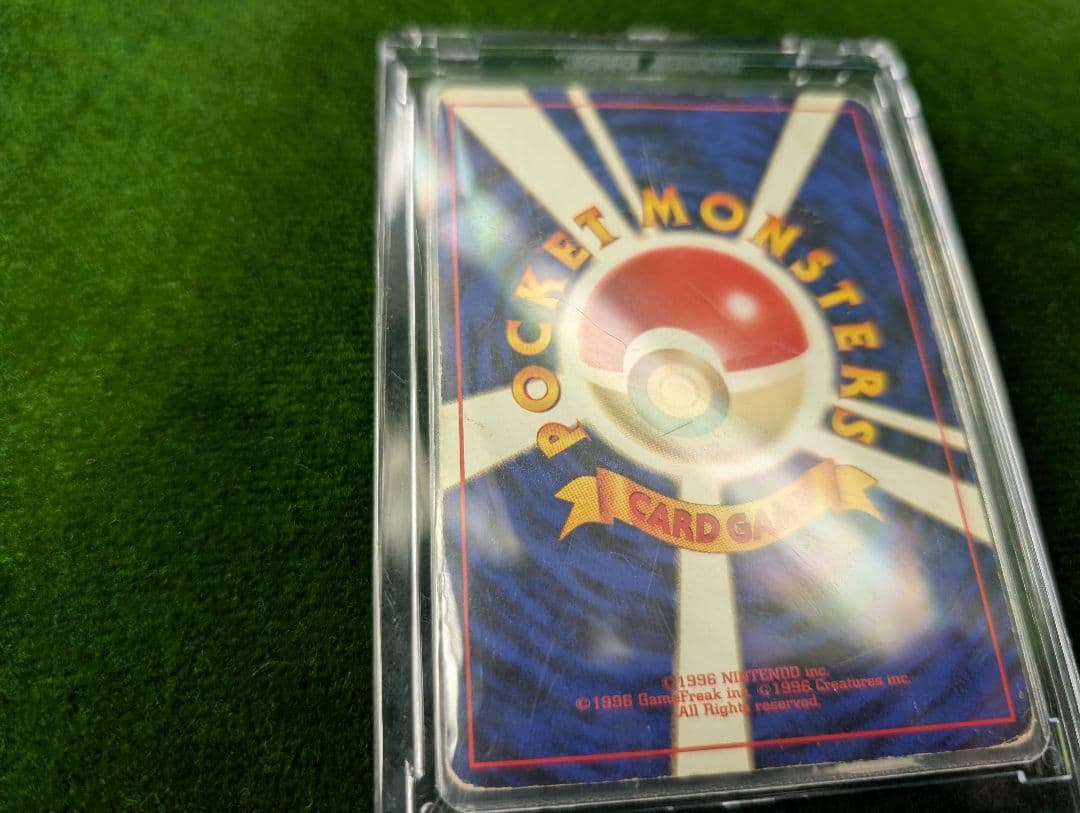 POCKET MONSTERS
CARD GAME
©1996 NINTENDO inc.
©1996 GameFreak inc. ©1996 Creatures inc.
All Rights reserved.